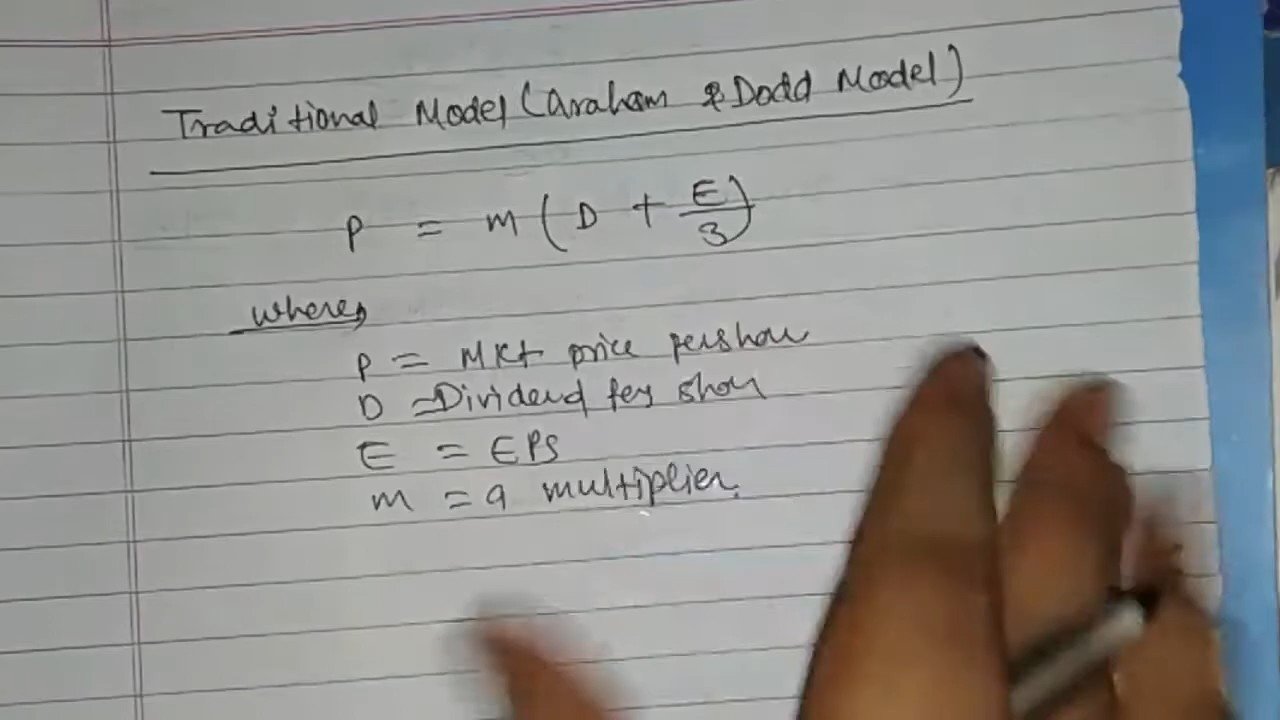 Traditional Model (Graham & Dodd Model)
P = m (D + E/3)
where,
P = Mkt price per share
D = Dividend per share
E = EPS
m = a multiplier.